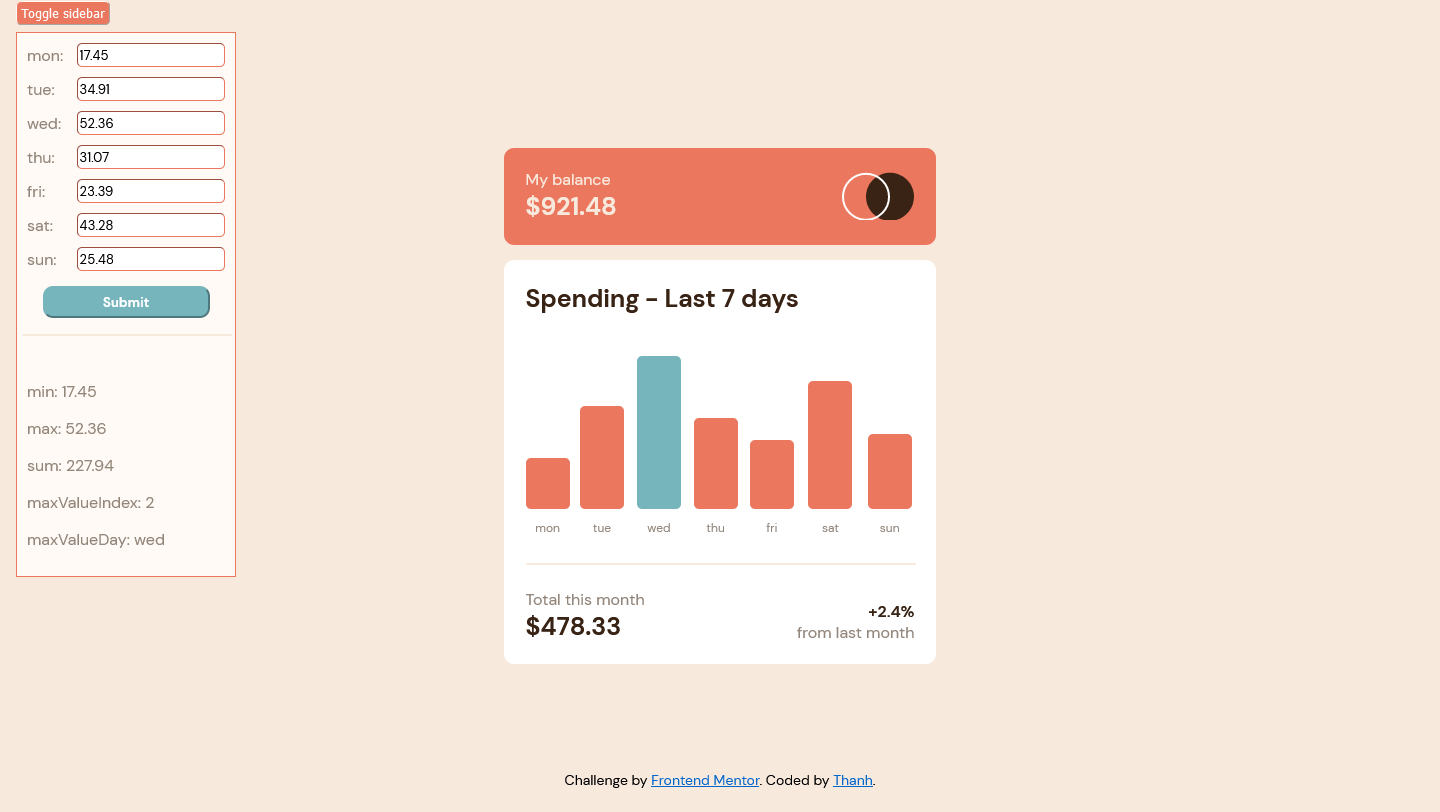 Toggle sidebar
mon: 17.45
tue: 34.91
wed: 52.36
thu: 31.07
fri: 23.39
sat: 43.28
sun: 25.48
Submit
min: 17.45
max: 52.36
sum: 227.94
maxValueIndex: 2
maxValueDay: wed
My balance
$921.48
Spending - Last 7 days
mon tue wed thu fri sat sun
Total this month
$478.33
+2.4%
from last month
Challenge by Frontend Mentor. Coded by Thanh.